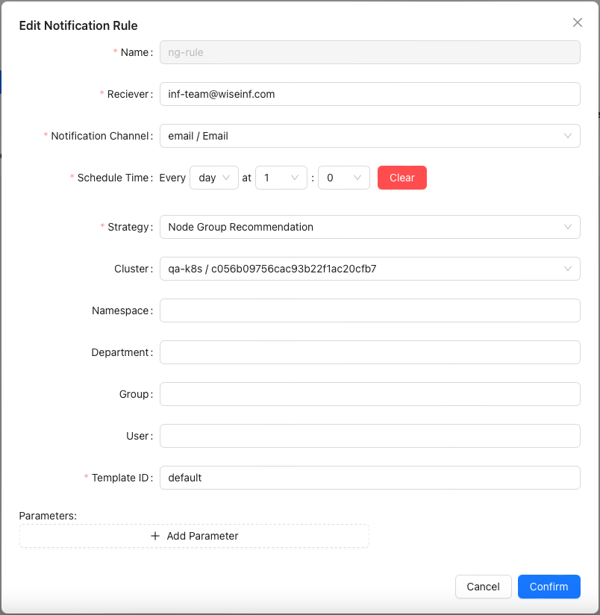 Edit Notification Rule
* Name: ng-rule
* Reciever: inf-team@wiseinf.com
* Notification Channel: email / Email
* Schedule Time: Every day at 1 : 0 Clear
* Strategy: Node Group Recommendation
Cluster: qa-k8s / c056b09756cac93b22f1ac20cfb7
Namespace:
Department:
Group:
User:
* Template ID: default
Parameters:
+ Add Parameter
Cancel Confirm